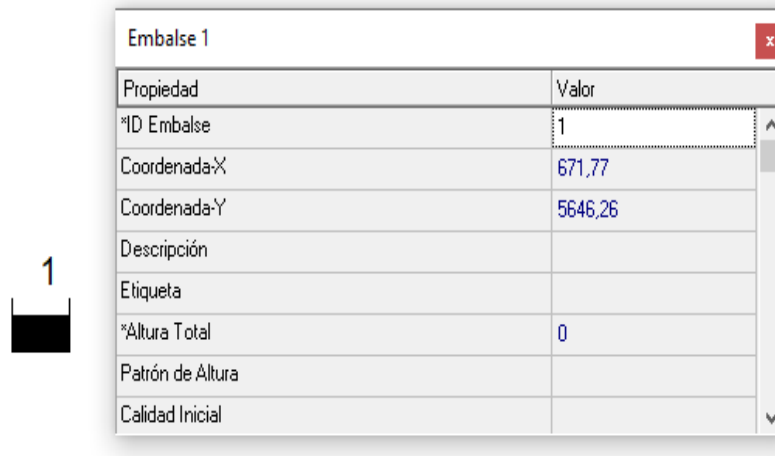 Embalse 1
x
Propiedad Valor
*ID Embalse 1
Coordenada-X 671,77
Coordenada-Y 5646,26
Descripción
Etiqueta
*Altura Total 0
Patrón de Altura
Calidad Inicial
1